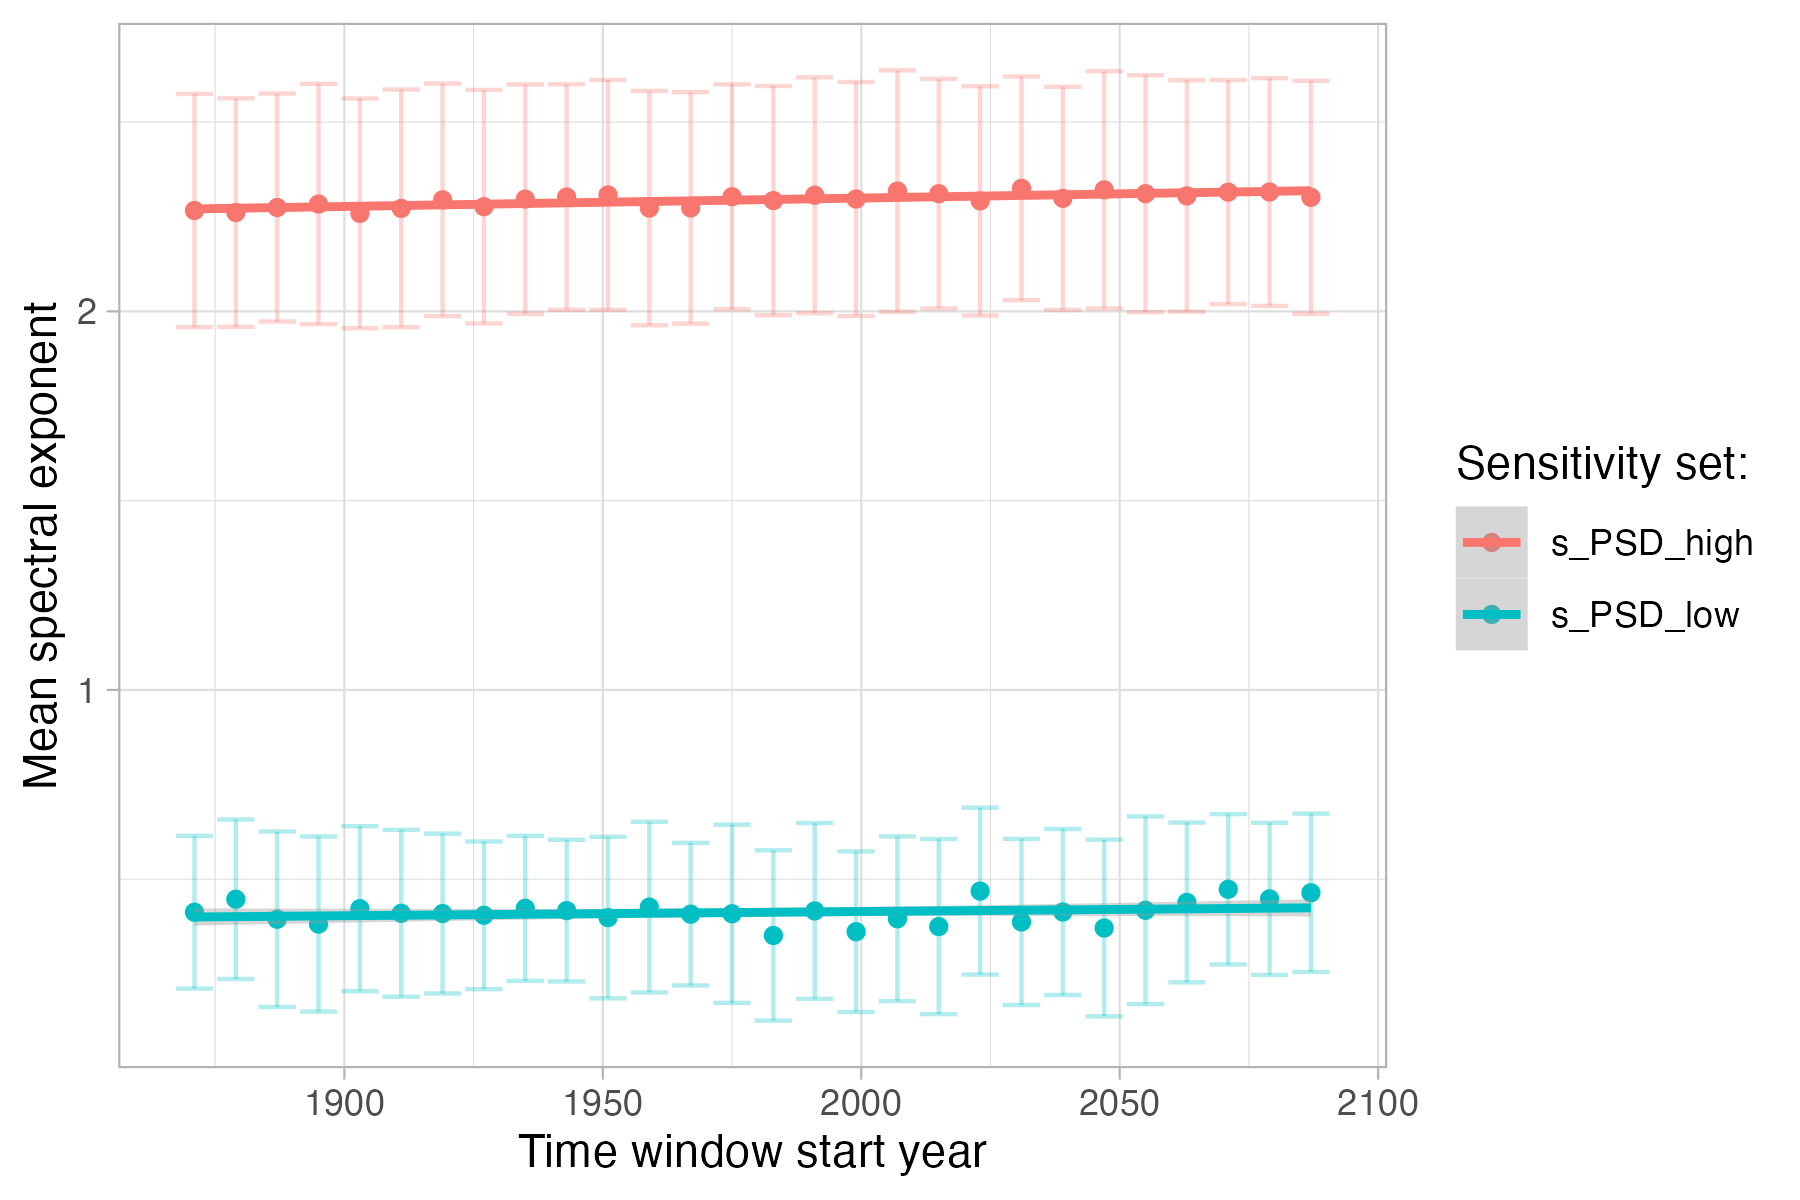 Mean spectral exponent
2
1
1900 1950 2000 2050 2100
Time window start year
Sensitivity set:
s_PSD_high
s_PSD_low